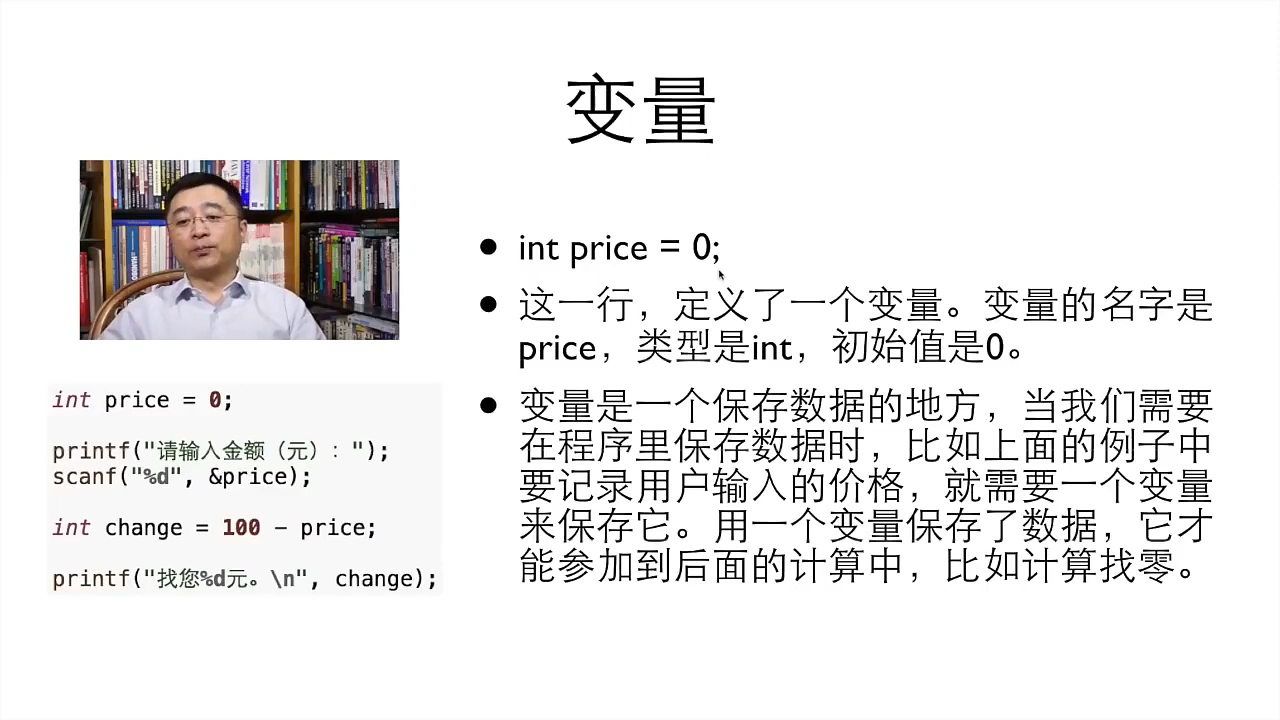 变量
int price = 0;
这一行，定义了一个变量。变量的名字是
price，类型是int，初始值是0。
变量是一个保存数据的地方，当我们需要
在程序里保存数据时，比如上面的例子中
要记录用户输入的价格，就需要一个变量
来保存它。用一个变量保存了数据，它才
能参加到后面的计算中，比如计算找零。
int price = 0;
printf("请输入金额（元）：");
scanf("%d", &price);
int change = 100 - price;
printf("找您%d元。\n", change);